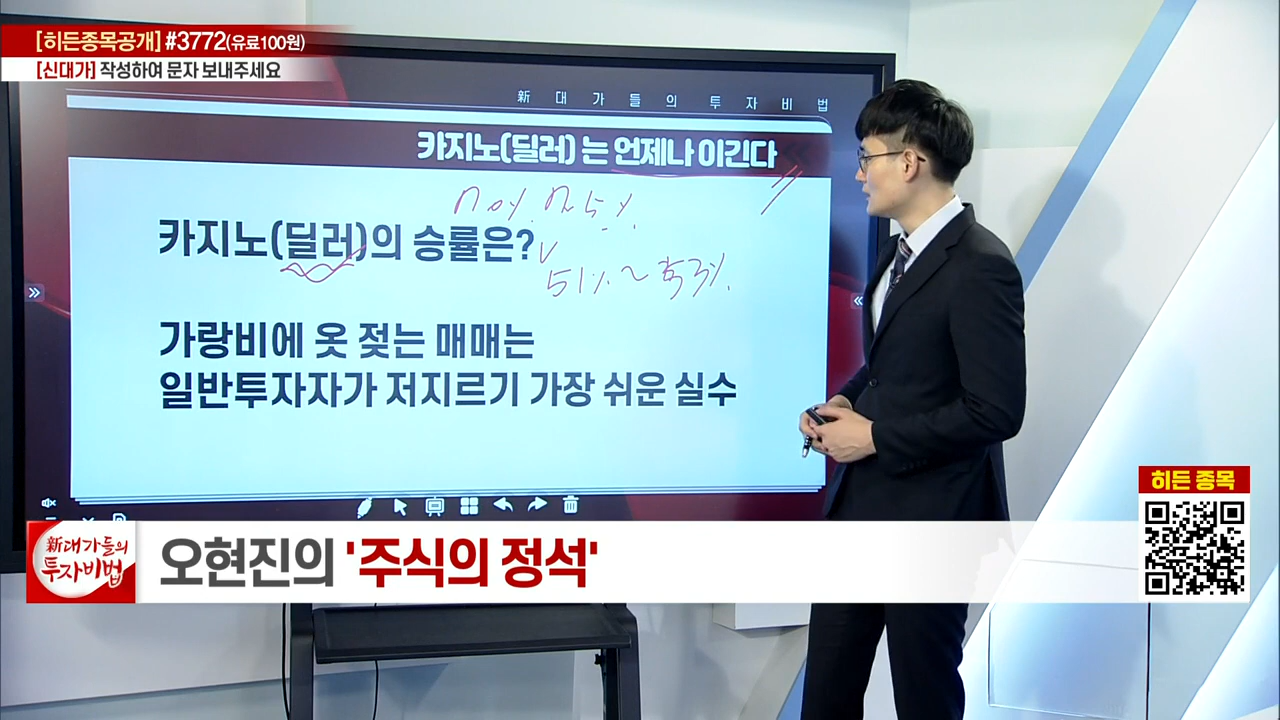 [히든종목공개] #3772(유료100원)
[신대가] 작성하여 문자 보내주세요
新 대가들의 투자비법
카지노(딜러) 는 언제나 이긴다
카지노(딜러)의 승률은?
51% ~
가랑비에 옷 젖는 매매는
일반투자자가 저지르기 가장 쉬운 실수
히든 종목
新대가들의
투자비법
오현진의 '주식의 정석'